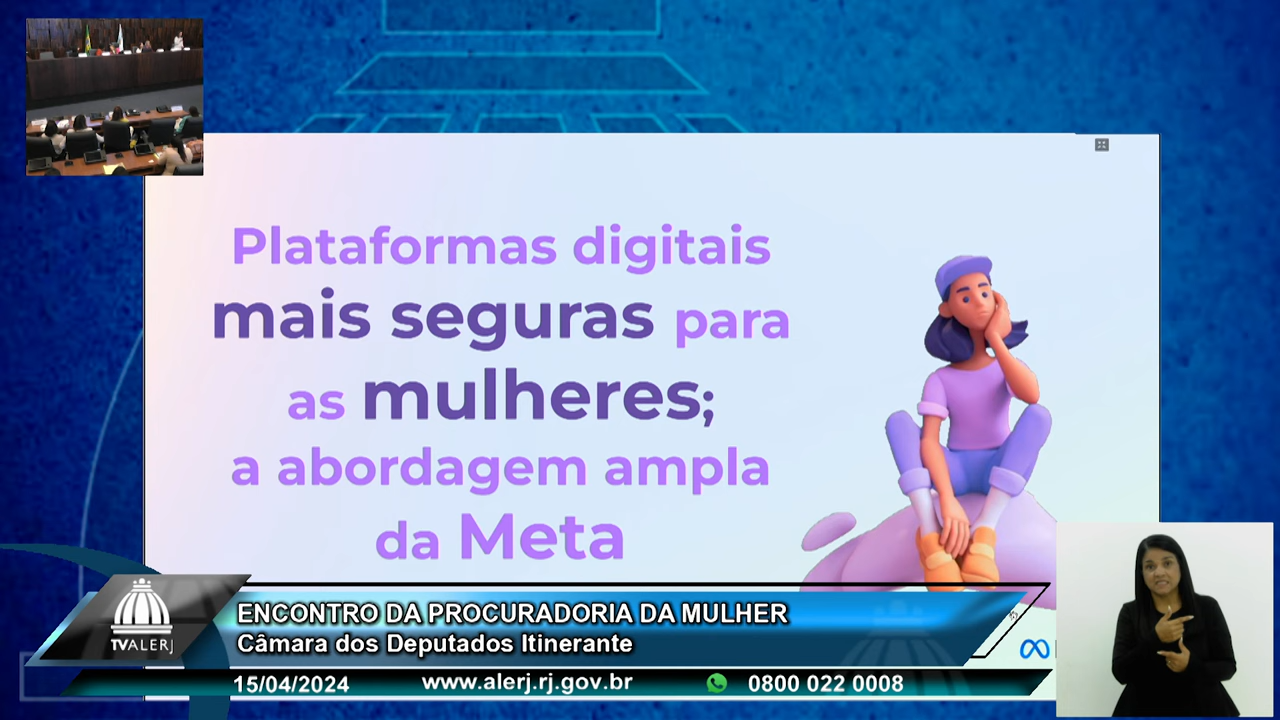 Plataformas digitais
mais seguras para
as mulheres;
a abordagem ampla
da Meta
TVALERJ
ENCONTRO DA PROCURADORIA DA MULHER
Câmara dos Deputados Itinerante
15/04/2024 www.alerj.rj.gov.br 0800 022 0008